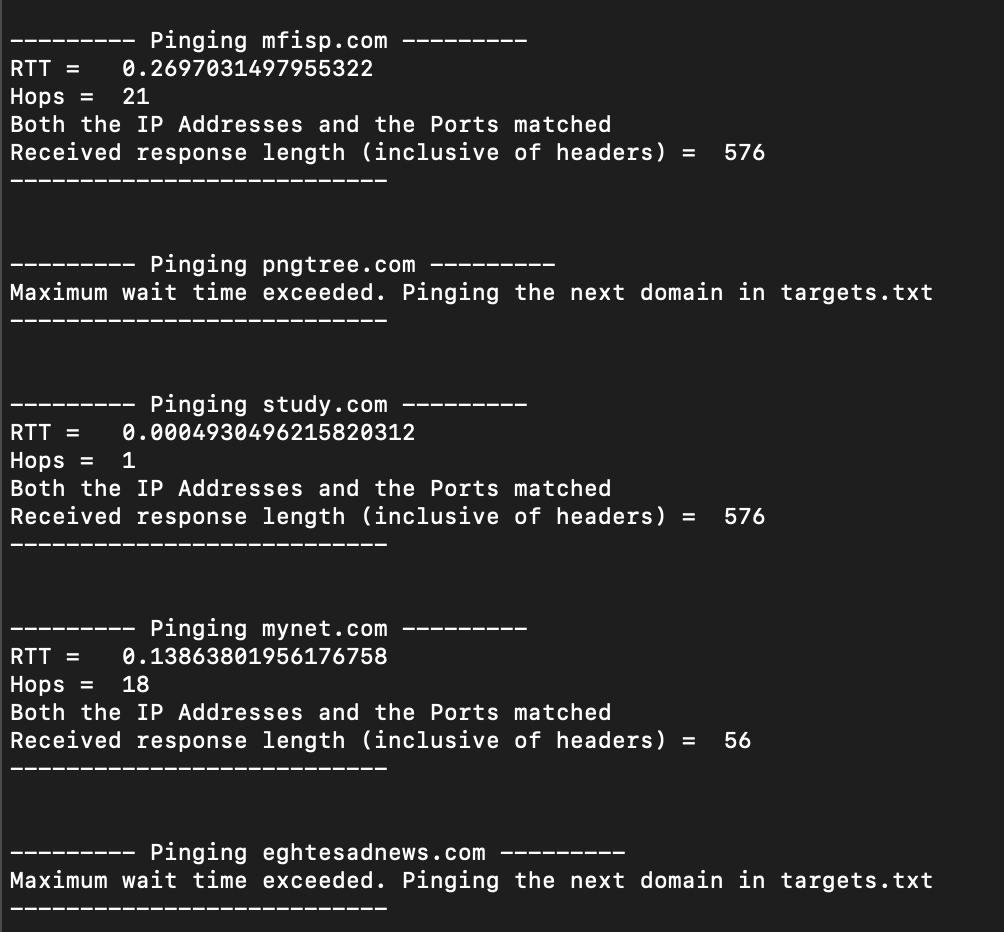 --------- Pinging mfisp.com ---------
RTT =   0.2697031497955322
Hops =  21
Both the IP Addresses and the Ports matched
Received response length (inclusive of headers) =  576
---------------------------
--------- Pinging pngtree.com ---------
Maximum wait time exceeded. Pinging the next domain in targets.txt
---------------------------
--------- Pinging study.com ---------
RTT =   0.0004930496215820312
Hops =  1
Both the IP Addresses and the Ports matched
Received response length (inclusive of headers) =  576
---------------------------
--------- Pinging mynet.com ---------
RTT =   0.13863801956176758
Hops =  18
Both the IP Addresses and the Ports matched
Received response length (inclusive of headers) =  56
---------------------------
--------- Pinging eghtesadnews.com ---------
Maximum wait time exceeded. Pinging the next domain in targets.txt
---------------------------